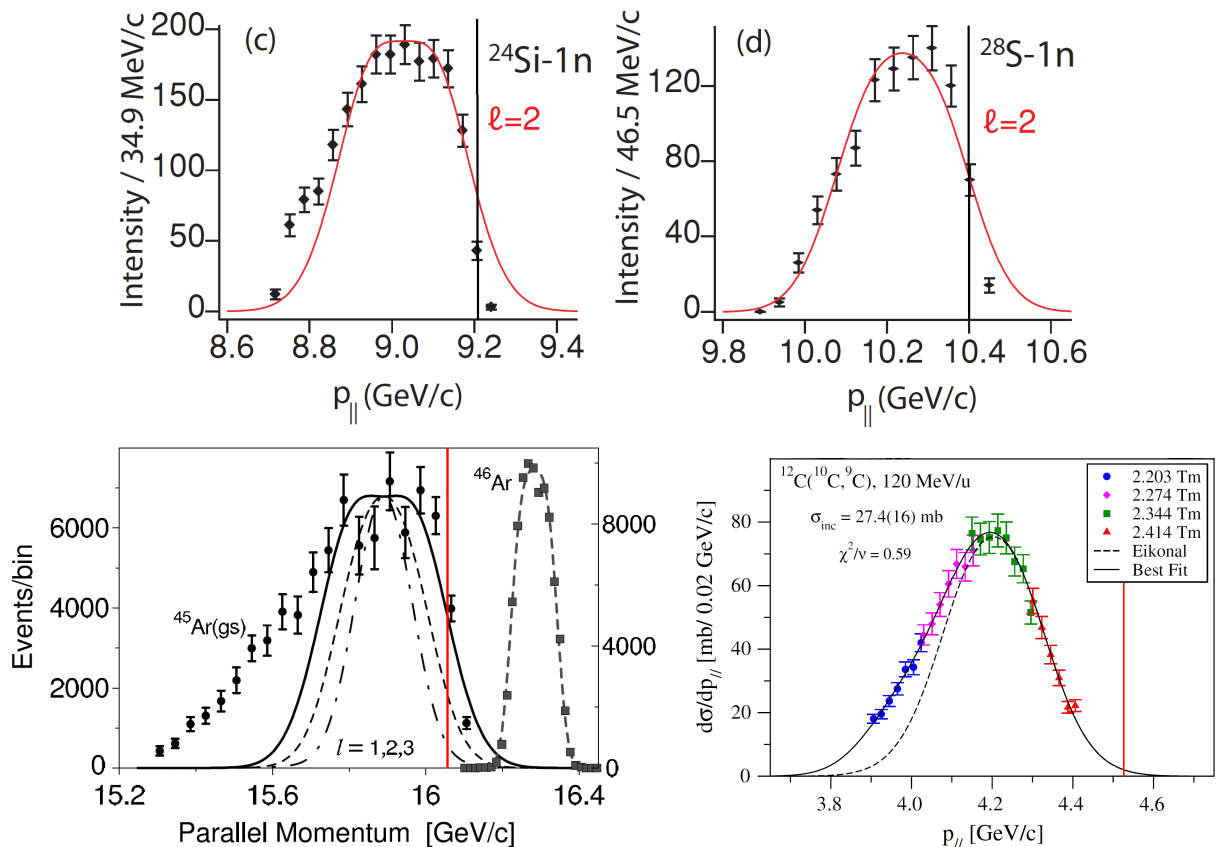 (c)
²⁴Si-1n
ℓ=2
Intensity / 34.9 MeV/c
200
150
100
50
0
8.6 8.8 9.0 9.2 9.4
p|| (GeV/c)
(d)
²⁸S-1n
ℓ=2
Intensity / 46.5 MeV/c
140
80
40
0
9.8 10.0 10.2 10.4 10.6
p|| (GeV/c)
⁴⁶Ar
⁴⁵Ar(gs)
l = 1,2,3
Events/bin
6000
4000
2000
0
8000
4000
0
15.2 15.6 16 16.4
Parallel Momentum [GeV/c]
¹²C(¹⁰C,⁹C), 120 MeV/u
σinc = 27.4(16) mb
χ²/ν = 0.59
2.203 Tm
2.274 Tm
2.344 Tm
2.414 Tm
Eikonal
Best Fit
dσ/dp// [mb/ 0.02 GeV/c]
100
80
60
40
20
0
3.8 4.0 4.2 4.4 4.6
p// [GeV/c]